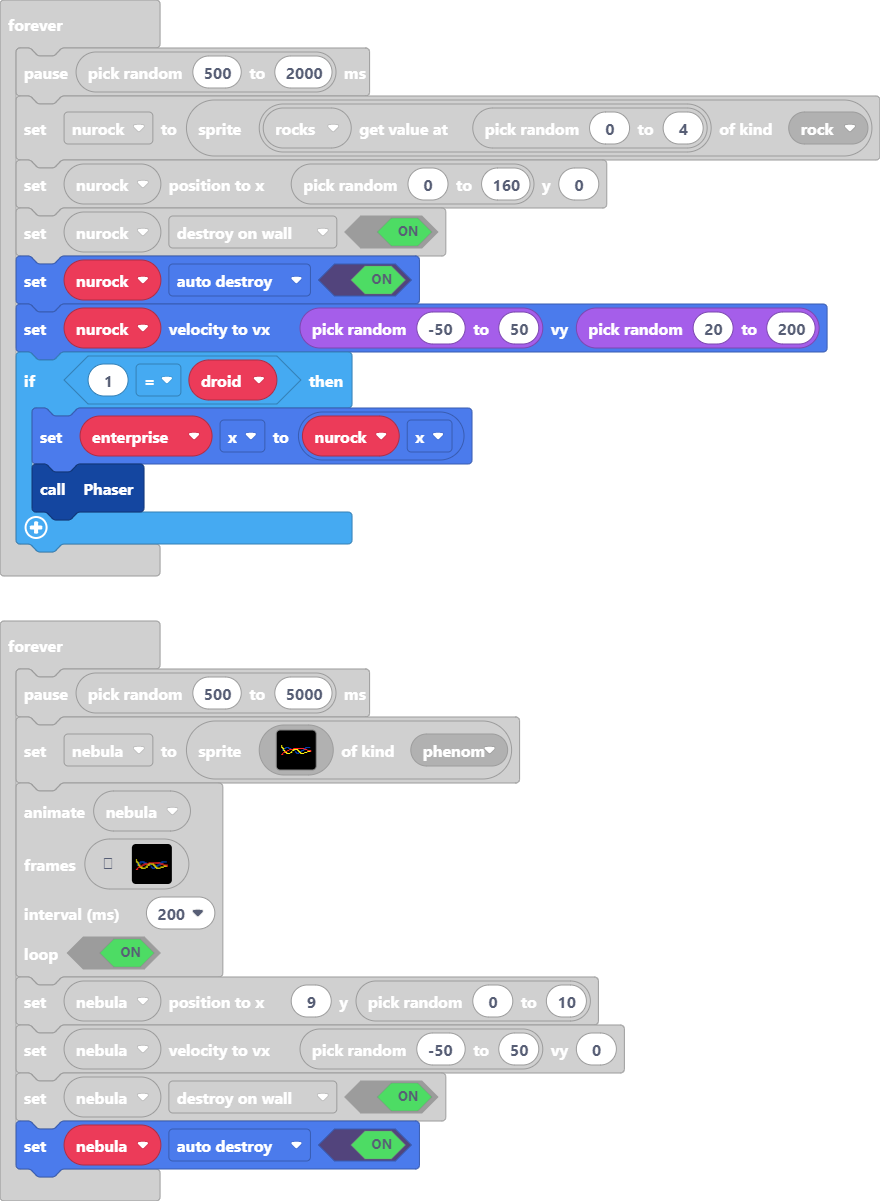 forever
pause pick random 500 to 2000 ms
set nurock to sprite rocks get value at pick random 0 to 4 of kind rock
set nurock position to x pick random 0 to 160 y 0
set nurock destroy on wall ON
set nurock auto destroy ON
set nurock velocity to vx pick random -50 to 50 vy pick random 20 to 200
if 1 = droid then
set enterprise x to nurock x
call Phaser
forever
pause pick random 500 to 5000 ms
set nebula to sprite of kind phenom
animate nebula
frames
interval (ms) 200
loop ON
set nebula position to x 9 y pick random 0 to 10
set nebula velocity to vx pick random -50 to 50 vy 0
set nebula destroy on wall ON
set nebula auto destroy ON